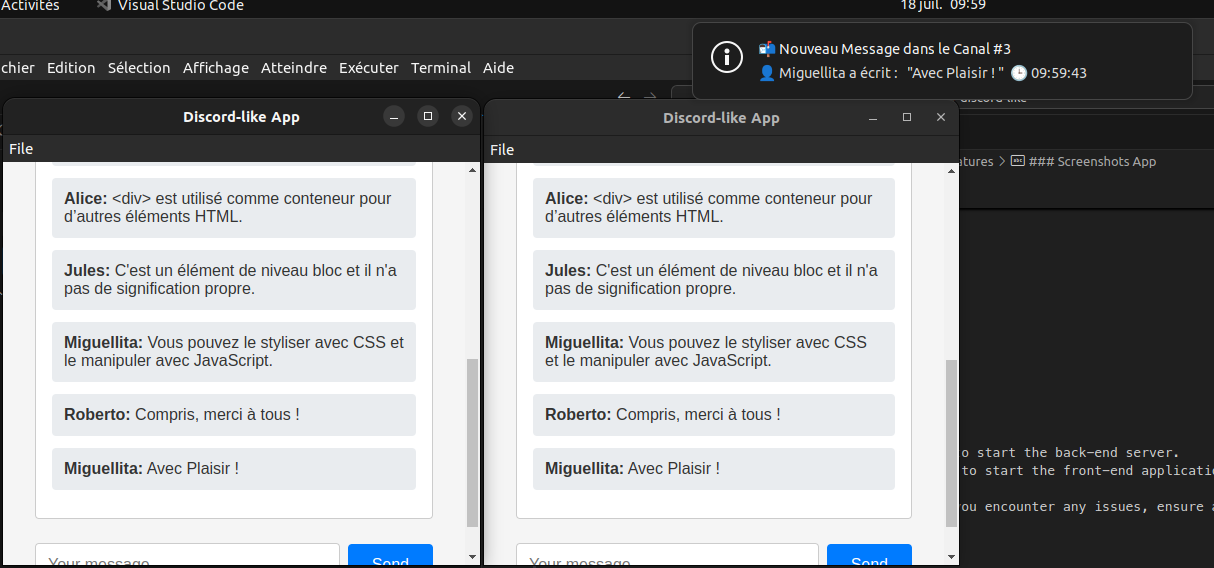 Activités
Visual Studio Code
18 juil. 09:59
📬 Nouveau Message dans le Canal #3
👤 Miguellita a écrit : "Avec Plaisir ! " 🕒 09:59:43
chier Edition Sélection Affichage Atteindre Exécuter Terminal Aide
discord-like
Discord-like App
File
Alice: <div> est utilisé comme conteneur pour
d'autres éléments HTML.
Jules: C'est un élément de niveau bloc et il n'a
pas de signification propre.
Miguellita: Vous pouvez le styliser avec CSS et
le manipuler avec JavaScript.
Roberto: Compris, merci à tous !
Miguellita: Avec Plaisir !
Your message
Send
Discord-like App
File
Alice: <div> est utilisé comme conteneur pour
d'autres éléments HTML.
Jules: C'est un élément de niveau bloc et il n'a
pas de signification propre.
Miguellita: Vous pouvez le styliser avec CSS
et le manipuler avec JavaScript.
Roberto: Compris, merci à tous !
Miguellita: Avec Plaisir !
Your message
Send
atures > ### Screenshots App
o start the back-end server.
to start the front-end applicatio
ou encounter any issues, ensure a